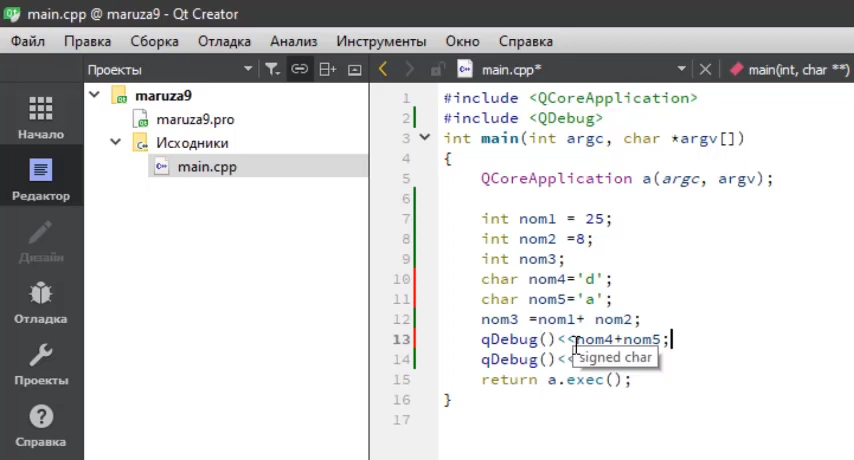 main.cpp @ maruza9 - Qt Creator
Файл Правка Сборка Отладка Анализ Инструменты Окно Справка
Проекты main.cpp* main(int, char **)
Начало
Редактор
Дизайн
Отладка
Проекты
Справка
maruza9
maruza9.pro
Исходники
main.cpp
1 #include <QCoreApplication>
2 #include <QDebug>
3 int main(int argc, char *argv[])
4 {
5 QCoreApplication a(argc, argv);
6
7 int nom1 = 25;
8 int nom2 =8;
9 int nom3;
10 char nom4='d';
11 char nom5='a';
12 nom3 =nom1+ nom2;
13 qDebug()<<nom4+nom5;
signed char
14 qDebug()<<
15 return a.exec();
16 }
17